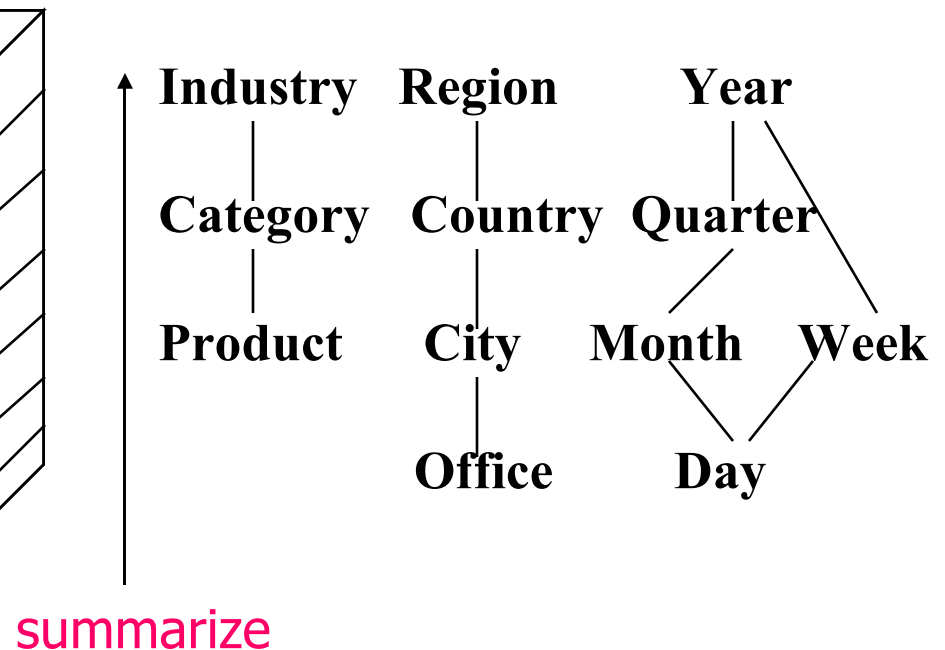 Industry Region Year
Category Country Quarter
Product City Month Week
Office Day
summarize